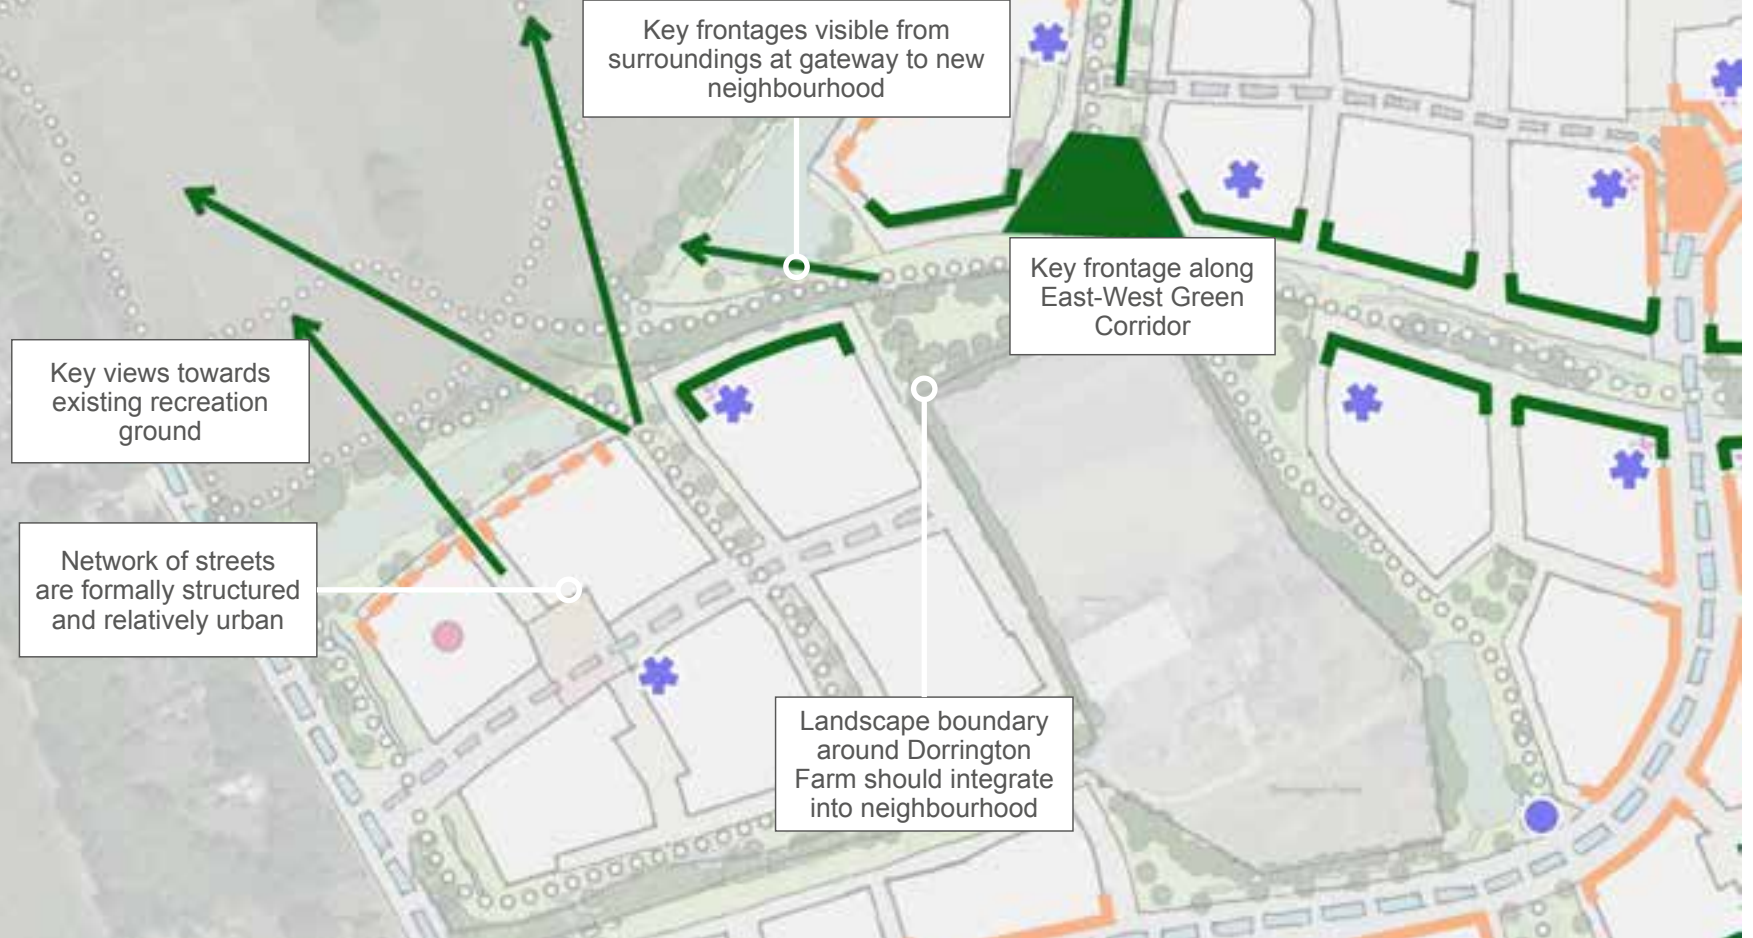 Key frontages visible from
surroundings at gateway to new
neighbourhood
Key frontage along
East-West Green
Corridor
Key views towards
existing recreation
ground
Network of streets
are formally structured
and relatively urban
Landscape boundary
around Dorrington
Farm should integrate
into neighbourhood